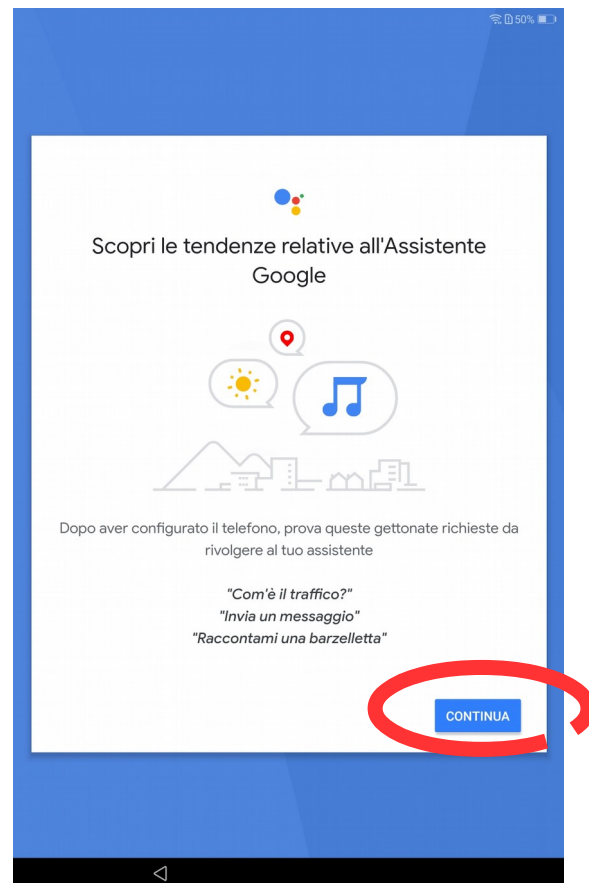 50%
Scopri le tendenze relative all'Assistente
Google
Dopo aver configurato il telefono, prova queste gettonate richieste da
rivolgere al tuo assistente
"Com'è il traffico?"
"Invia un messaggio"
"Raccontami una barzelletta"
CONTINUA